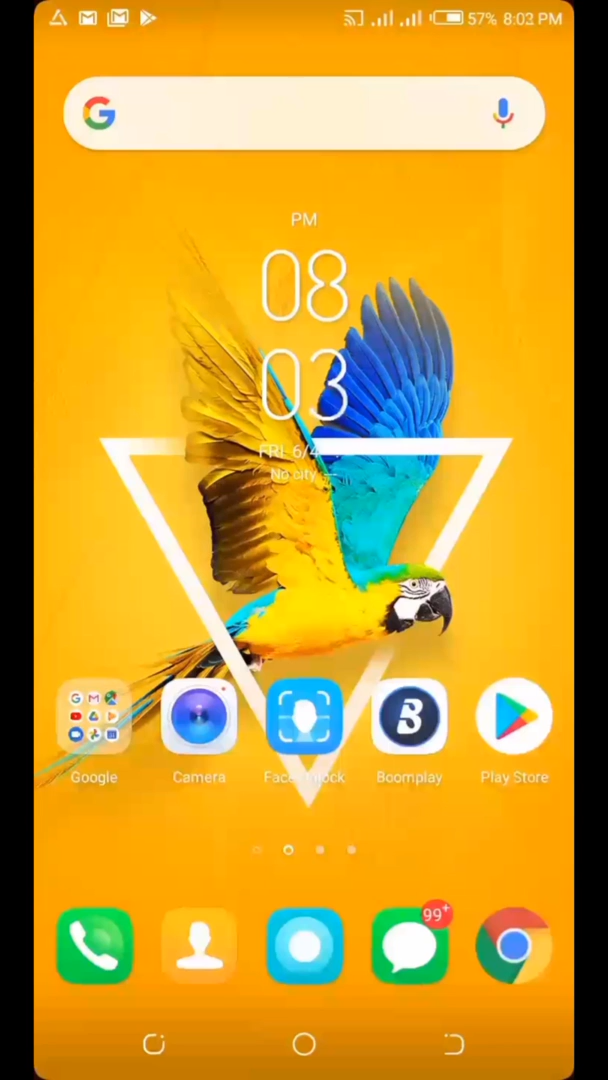 57% 8:03 PM
PM
08
03
FRI 6/4
No city --
Google
Camera
Face Unlock
Boomplay
Play Store
99+